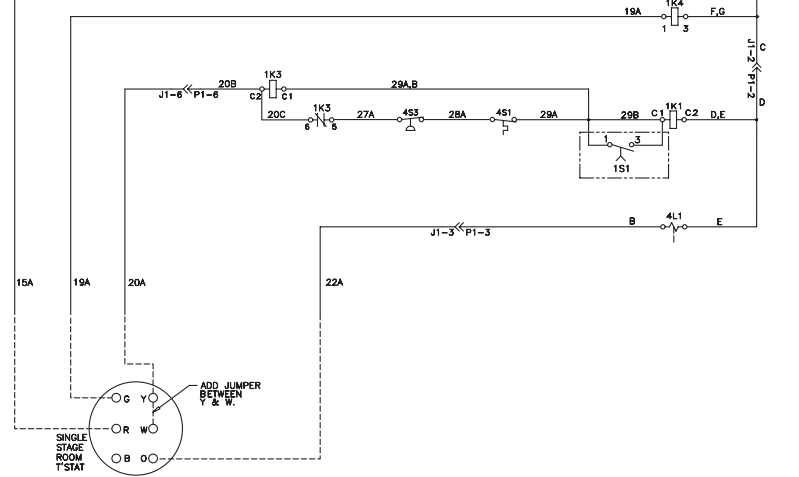 1K4
19A
F,G
1
3
J1-2
C
P1-2
D
1K3
20B
29A,B
J1-6
P1-6
C2
C1
1K3
20C
27A
4S3
28A
4S1
29A
29B
C1
1K1
C2
D,E
6
5
1
3
1S1
4L1
B
E
J1-3
P1-3
15A
19A
20A
22A
ADD JUMPER
BETWEEN
Y & W.
G
Y
R
W
B
O
SINGLE
STAGE
ROOM
T'STAT